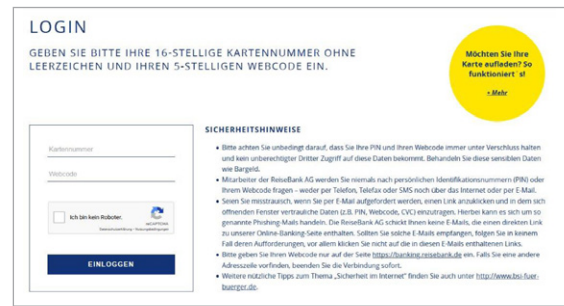 LOGIN
GEBEN SIE BITTE IHRE 16-STELLIGE KARTENNUMMER OHNE
LEERZEICHEN UND IHREN 5-STELLIGEN WEBCODE EIN.
Möchten Sie Ihre
Karte aufladen? So
funktioniert´s!
» Mehr
Kartennummer
Webcode
Ich bin kein Roboter.
reCAPTCHA
Datenschutzerklärung - Nutzungsbedingungen
EINLOGGEN
SICHERHEITSHINWEISE
• Bitte achten Sie unbedingt darauf, dass Sie Ihre PIN und Ihren Webcode immer unter Verschluss halten
und kein unberechtigter Dritter Zugriff auf diese Daten bekommt. Behandeln Sie diese sensiblen Daten
wie Bargeld.
• Mitarbeiter der ReiseBank AG werden Sie niemals nach persönlichen Identifikationsnummern (PIN) oder
Ihrem Webcode fragen – weder per Telefon, Telefax oder SMS noch über das Internet oder per E-Mail.
• Seien Sie misstrauisch, wenn Sie per E-Mail aufgefordert werden, einen Link anzuklicken und in dem sich
öffnenden Fenster vertrauliche Daten (z.B. PIN, Webcode, CVC) einzutragen. Hierbei kann es sich um so
genannte Phishing-Mails handeln. Die ReiseBank AG schickt Ihnen keine E-Mails, die einen direkten Link
zu unserer Online-Banking-Seite enthalten. Sollten Sie solche E-Mails empfangen, folgen Sie in keinem
Fall deren Aufforderungen, vor allem klicken Sie nicht auf die in diesen E-Mails enthaltenen Links.
• Bitte geben Sie Ihren Webcode nur auf der Seite https://banking.reisebank.de ein. Falls Sie eine andere
Adresszeile vorfinden, beenden Sie die Verbindung sofort.
• Weitere nützliche Tipps zum Thema „Sicherheit im Internet" finden Sie auch unter http://www.bsi-fuer-
buerger.de.